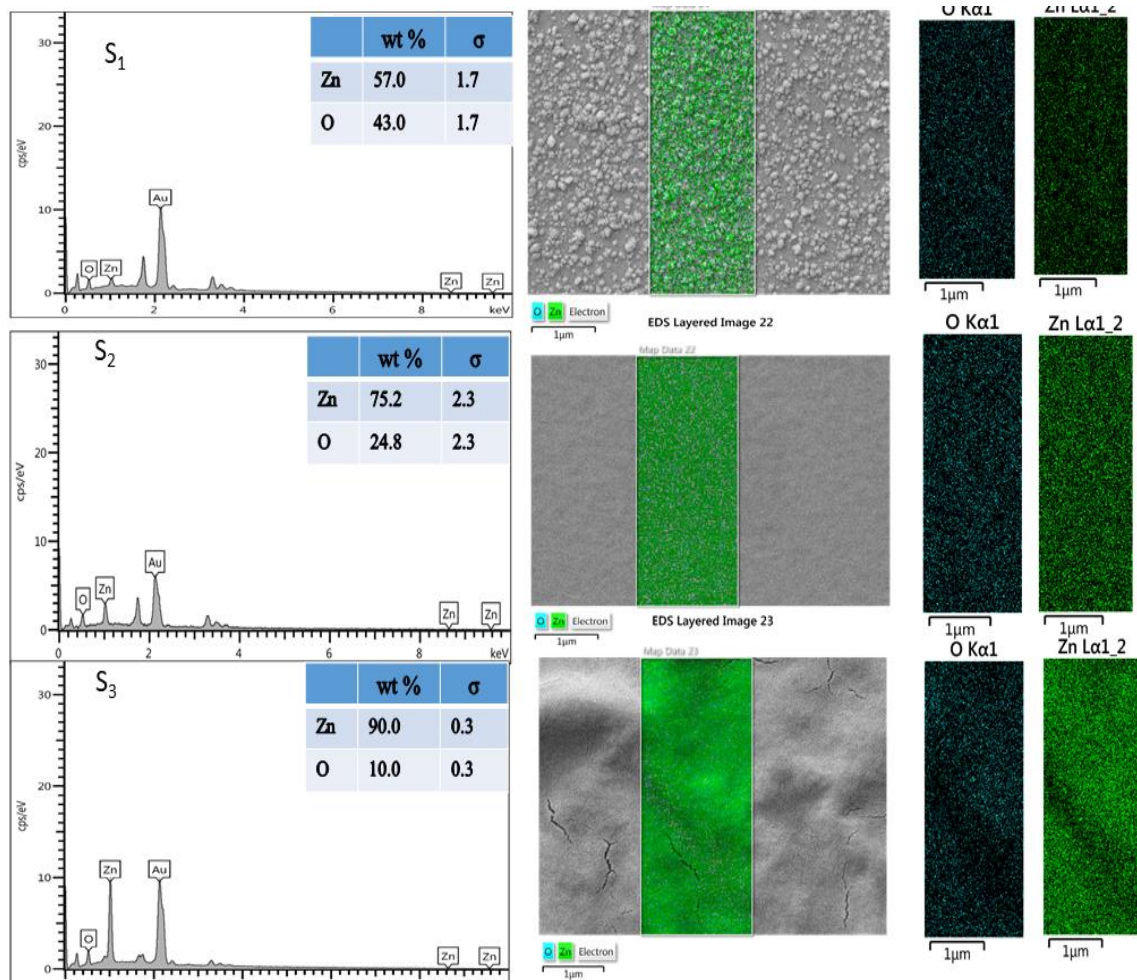 S₁
wt % σ
Zn 57.0 1.7
O 43.0 1.7
30
20
10
0
cps/eV
O Zn Au Zn Zn
0 2 4 6 8 keV
O Zn Electron
1μm
EDS Layered Image 22
O Kα1
Zn Lα1_2
1μm
1μm
S₂
wt % σ
Zn 75.2 2.3
O 24.8 2.3
30
20
10
0
cps/eV
O Zn Au Zn Zn
0 2 4 6 8 keV
Map Data 22
O Zn Electron
1μm
EDS Layered Image 23
O Kα1
Zn Lα1_2
1μm
1μm
S₃
wt % σ
Zn 90.0 0.3
O 10.0 0.3
30
20
10
0
cps/eV
O Zn Au Zn Zn
Map Data 23
O Zn Electron
1μm
O Kα1
Zn Lα1_2
1μm
1μm